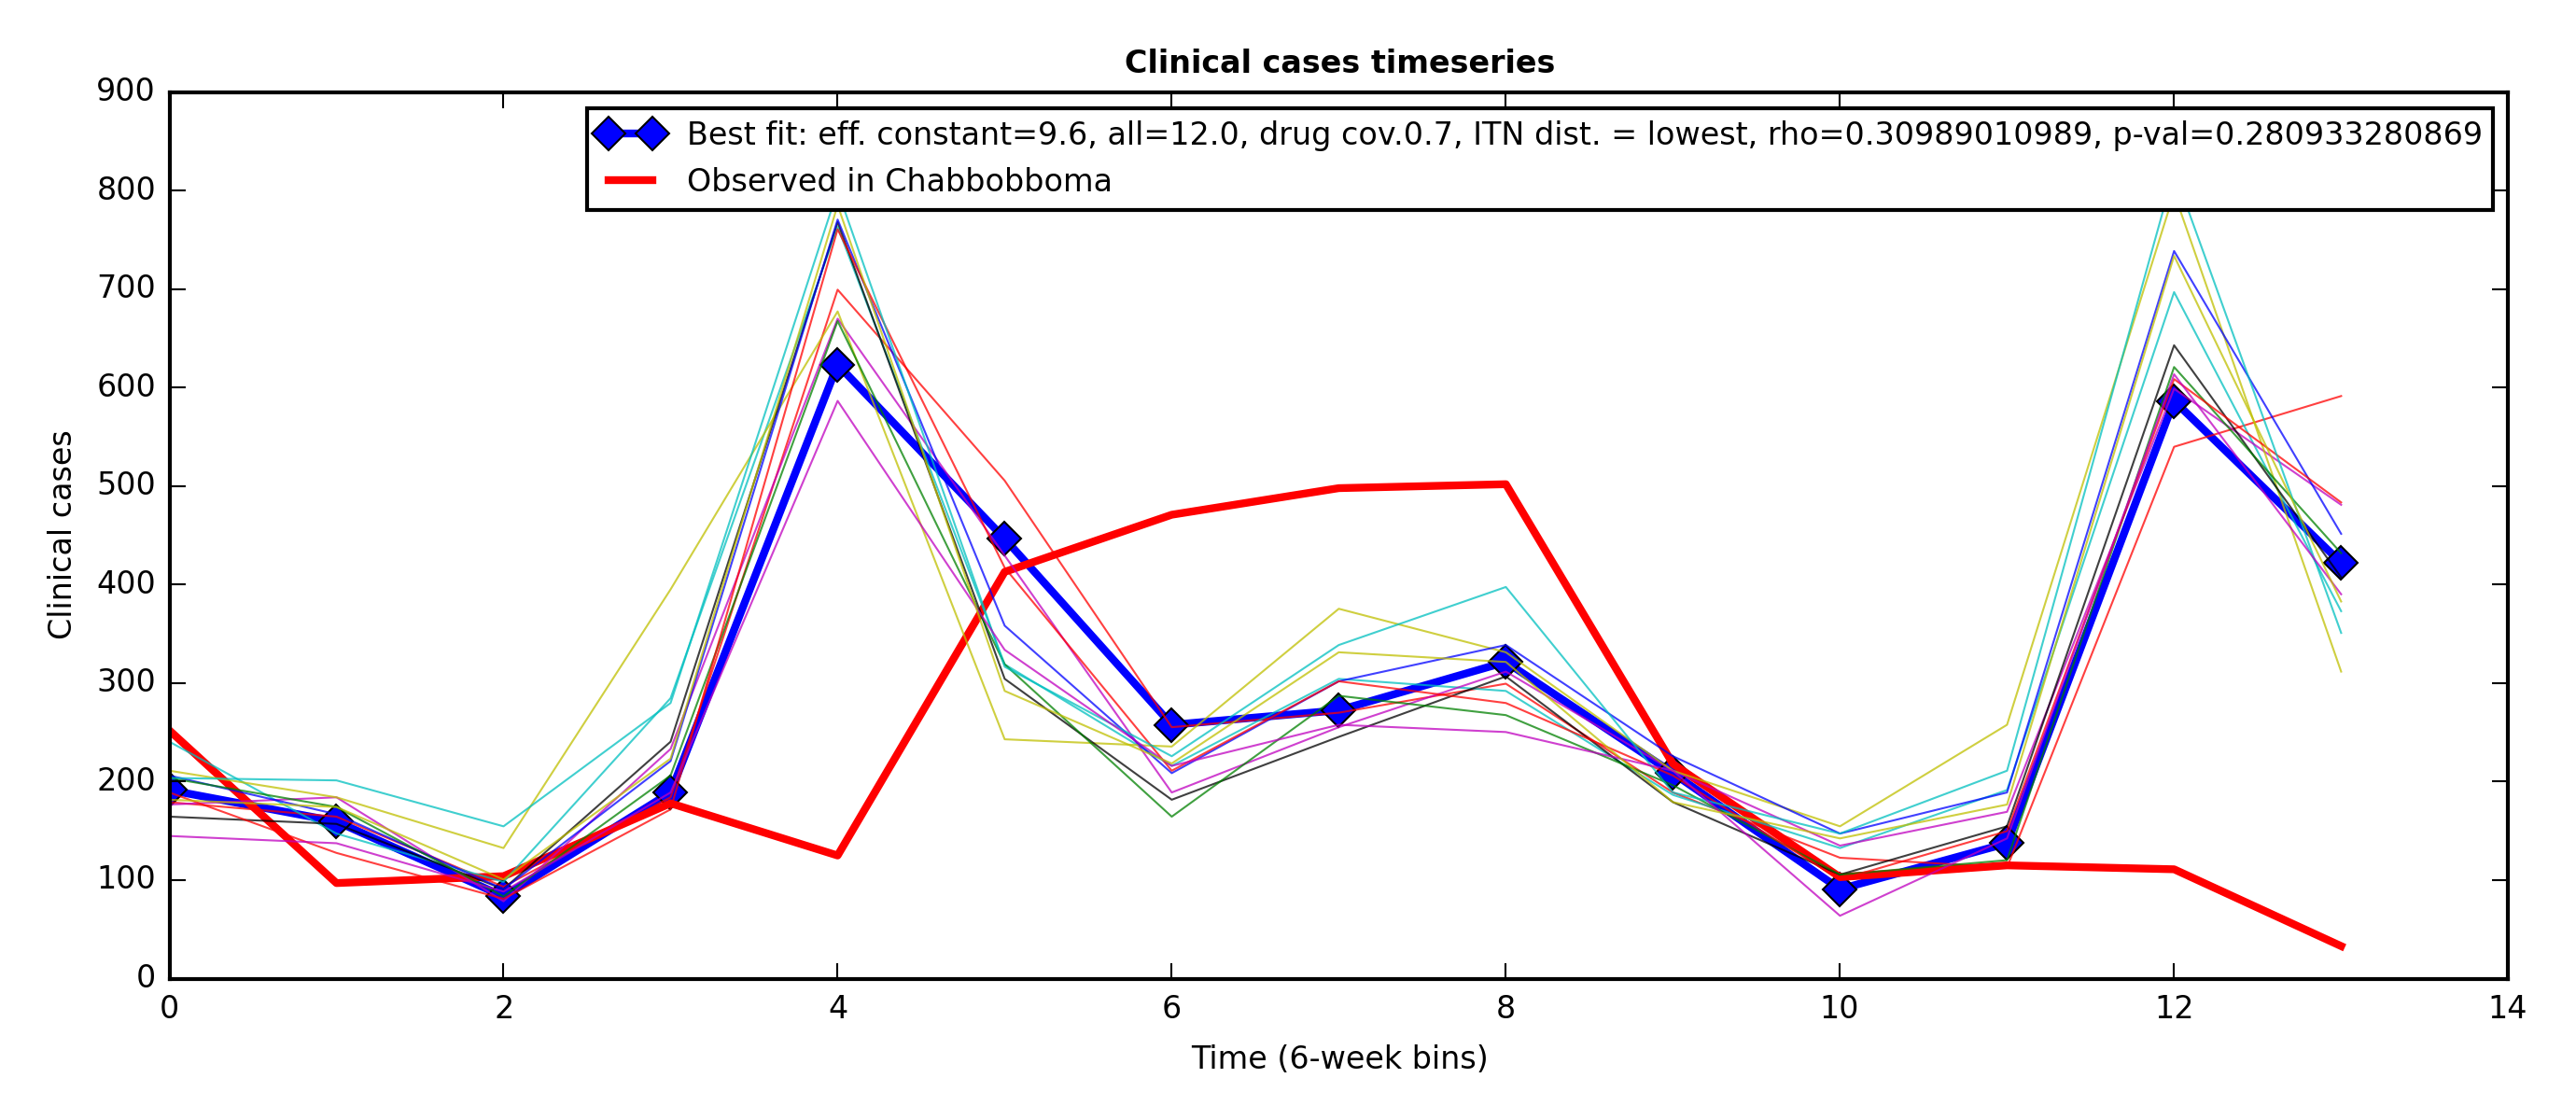 Clinical cases timeseries
900
800
700
600
500
400
300
200
100
0
Clinical cases
Best fit: eff. constant=9.6, all=12.0, drug cov.0.7, ITN dist. = lowest, rho=0.30989010989, p-val=0.280933280869
Observed in Chabbobboma
0 2 4 6 8 10 12 14
Time (6-week bins)